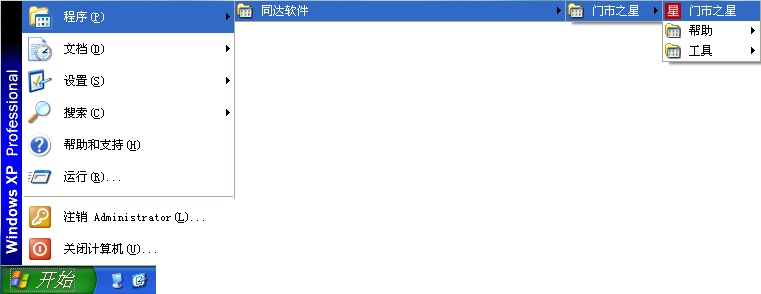 程序(P)
同达软件
门市之星
星 门市之星
文档(D)
帮助
设置(S)
工具
搜索(C)
帮助和支持(H)
运行(R)...
注销 Administrator(L)...
关闭计算机(U)...
Windows XP Professional
开始